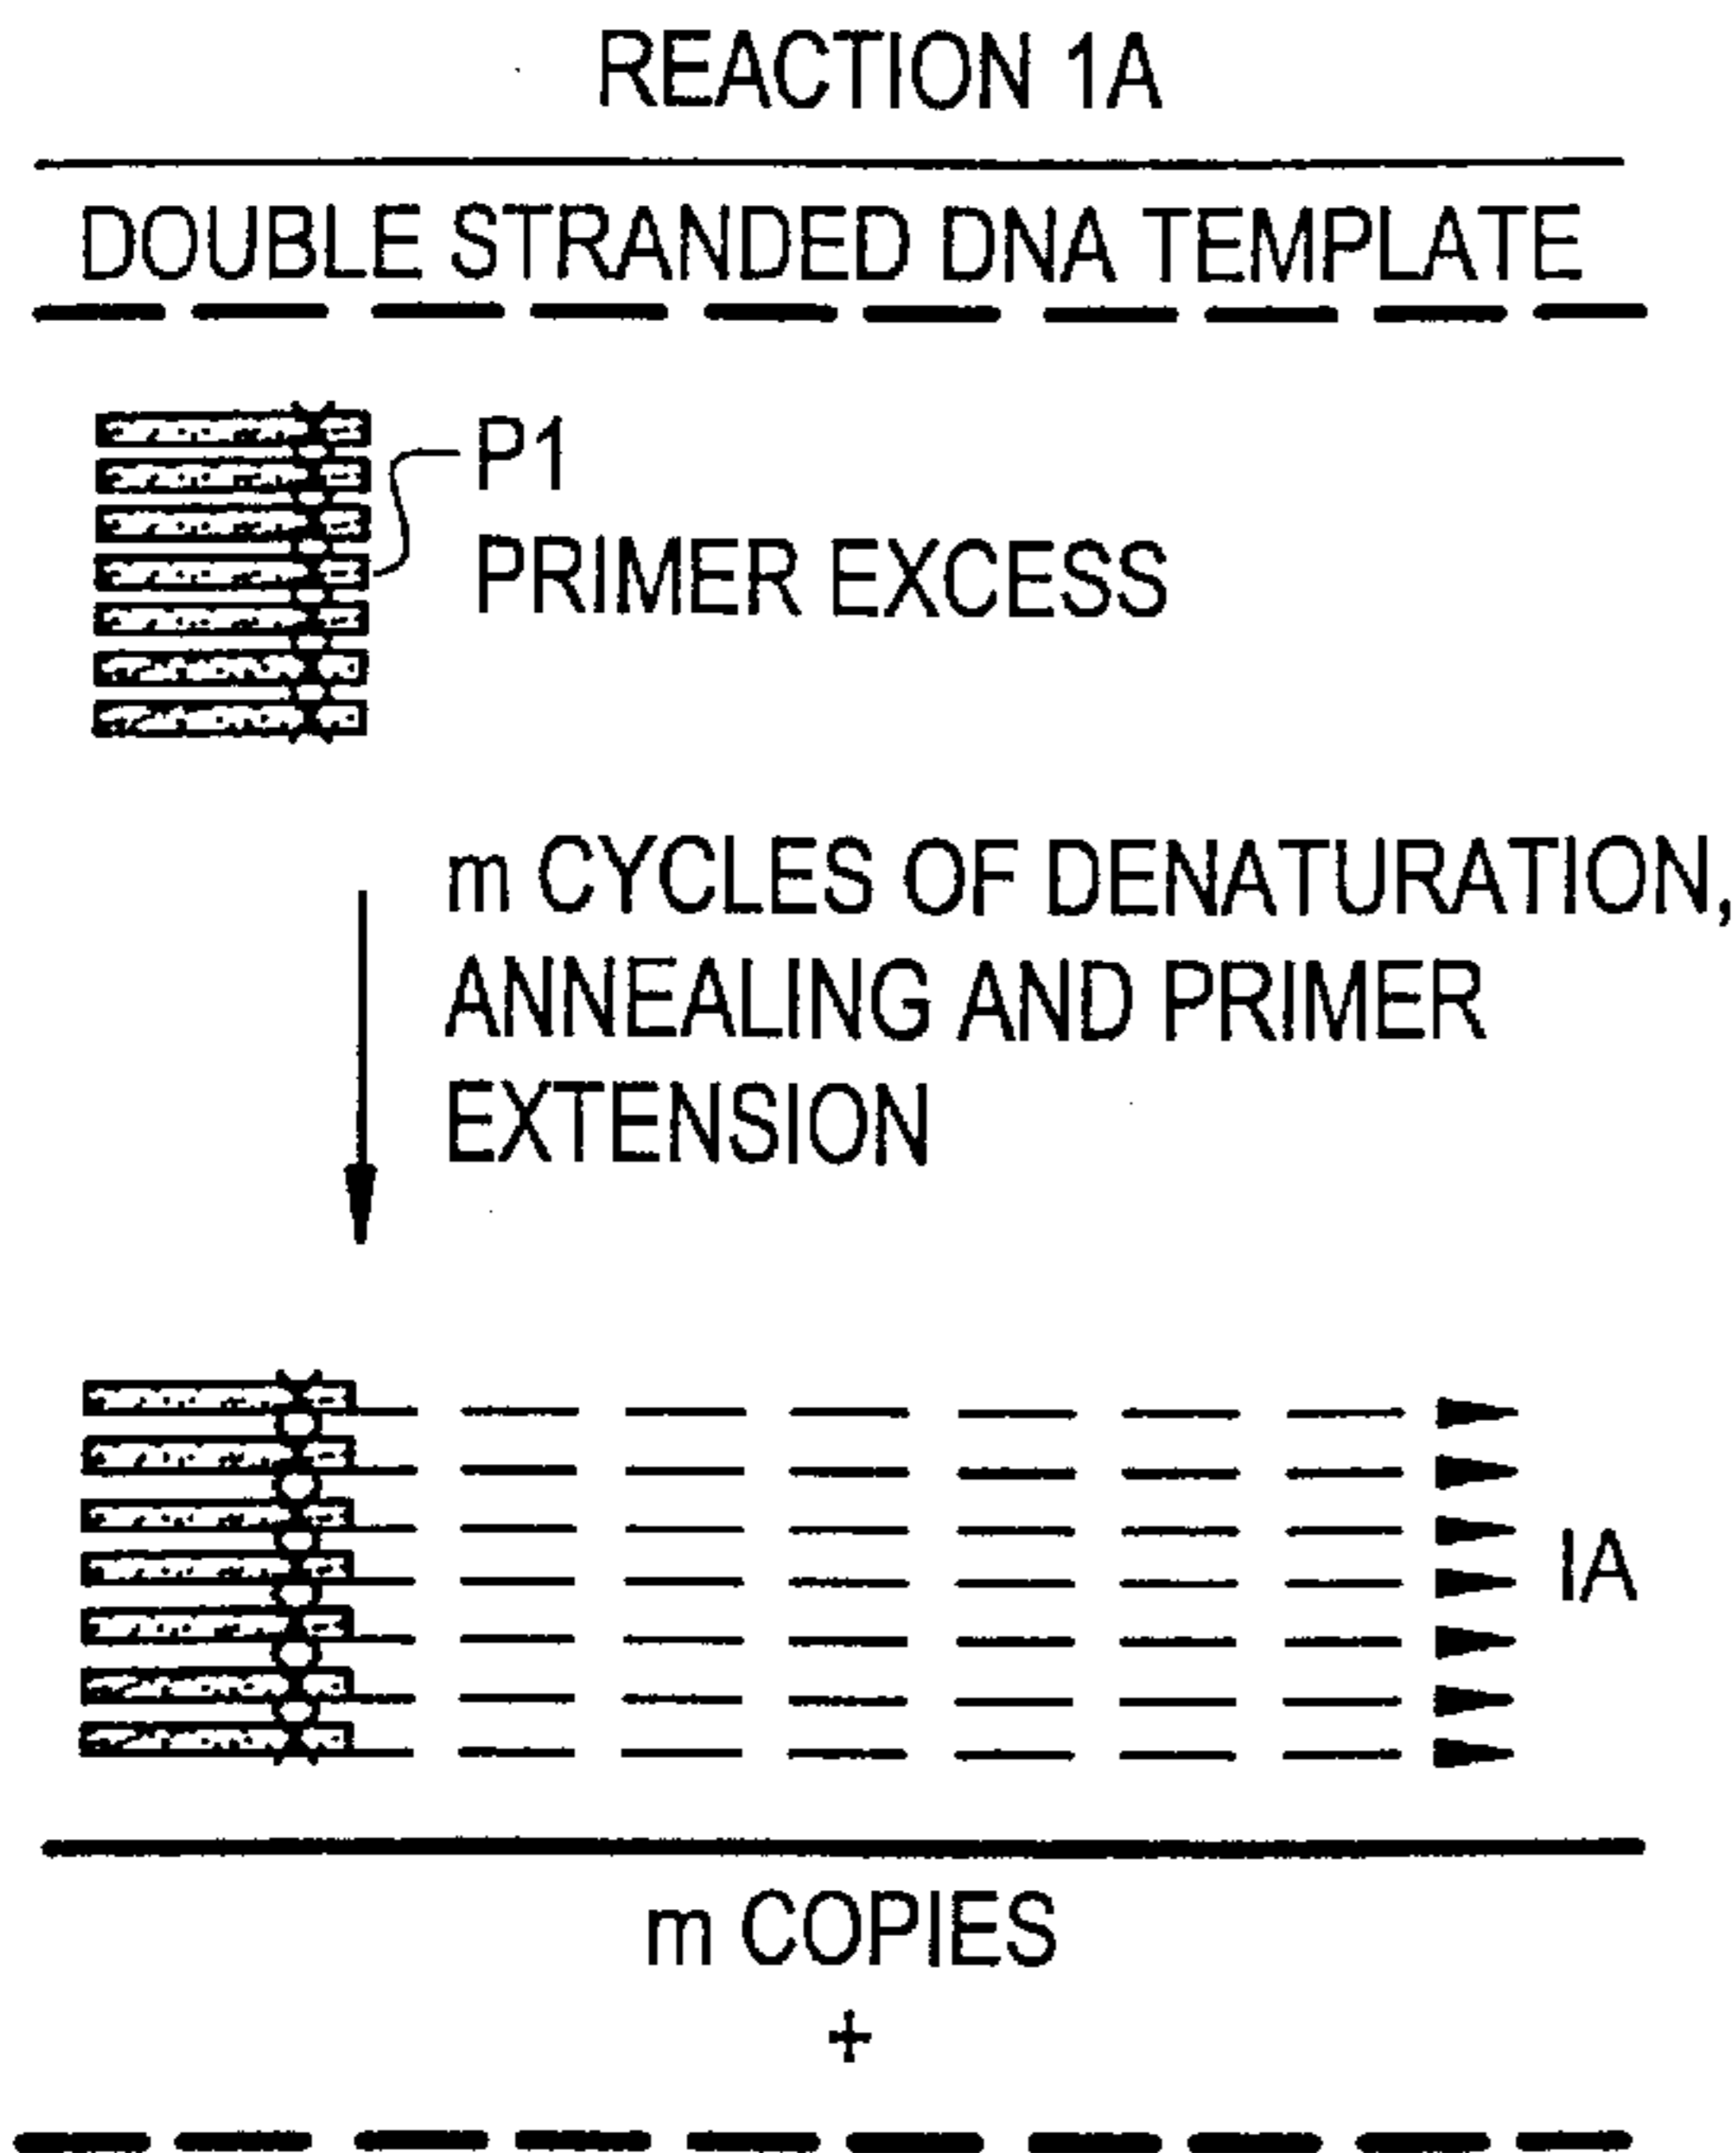 REACTION 1A
DOUBLE STRANDED DNA TEMPLATE
P1
PRIMER EXCESS
m CYCLES OF DENATURATION,
ANNEALING AND PRIMER
EXTENSION
IA
m COPIES
+